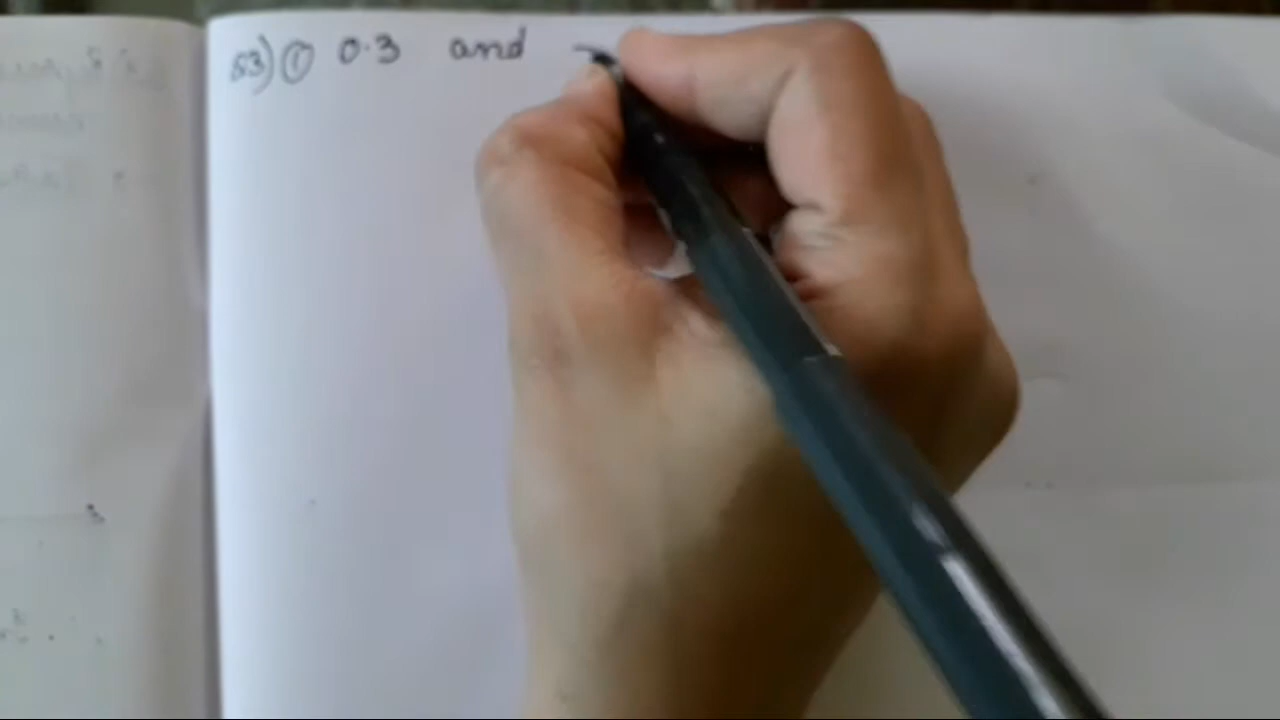 53) ① 0.3 and